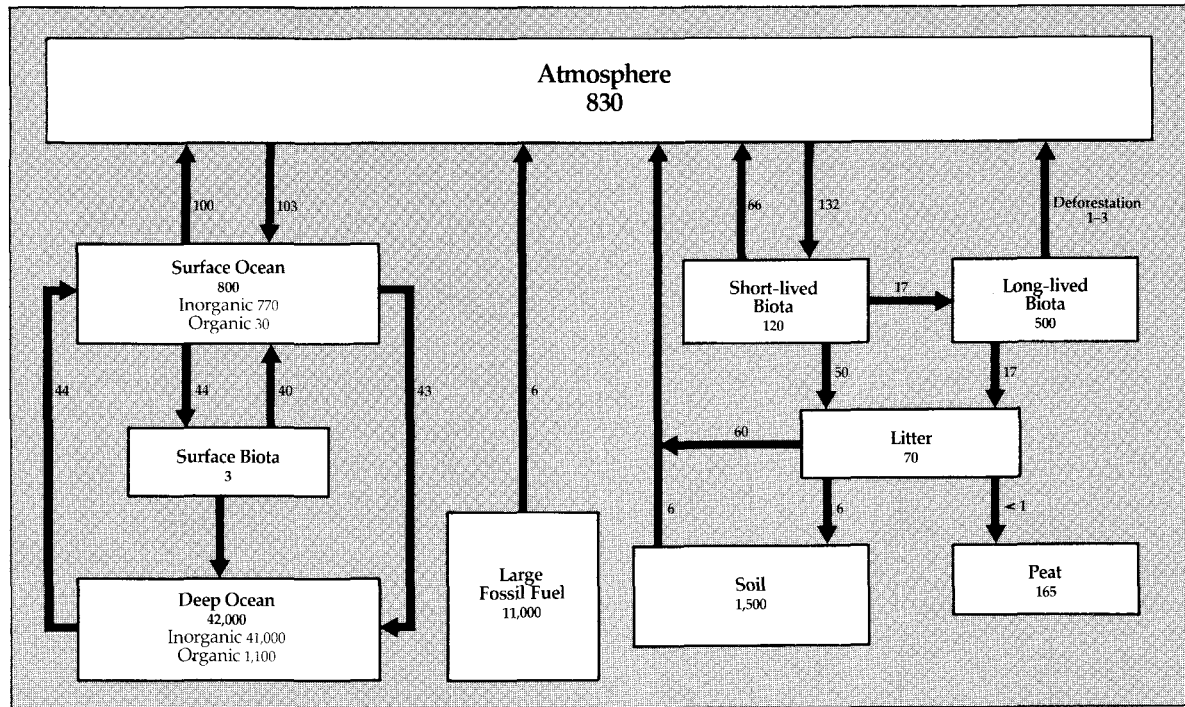 Atmosphere
830
100
103
6
66
132
Deforestation
1–3
Surface Ocean
800
Inorganic 770
Organic 30
Short-lived
Biota
120
17
Long-lived
Biota
500
44
44
40
43
50
17
Surface Biota
3
60
Litter
70
6
6
< 1
Deep Ocean
42,000
Inorganic 41,000
Organic 1,100
Large
Fossil Fuel
11,000
Soil
1,500
Peat
165